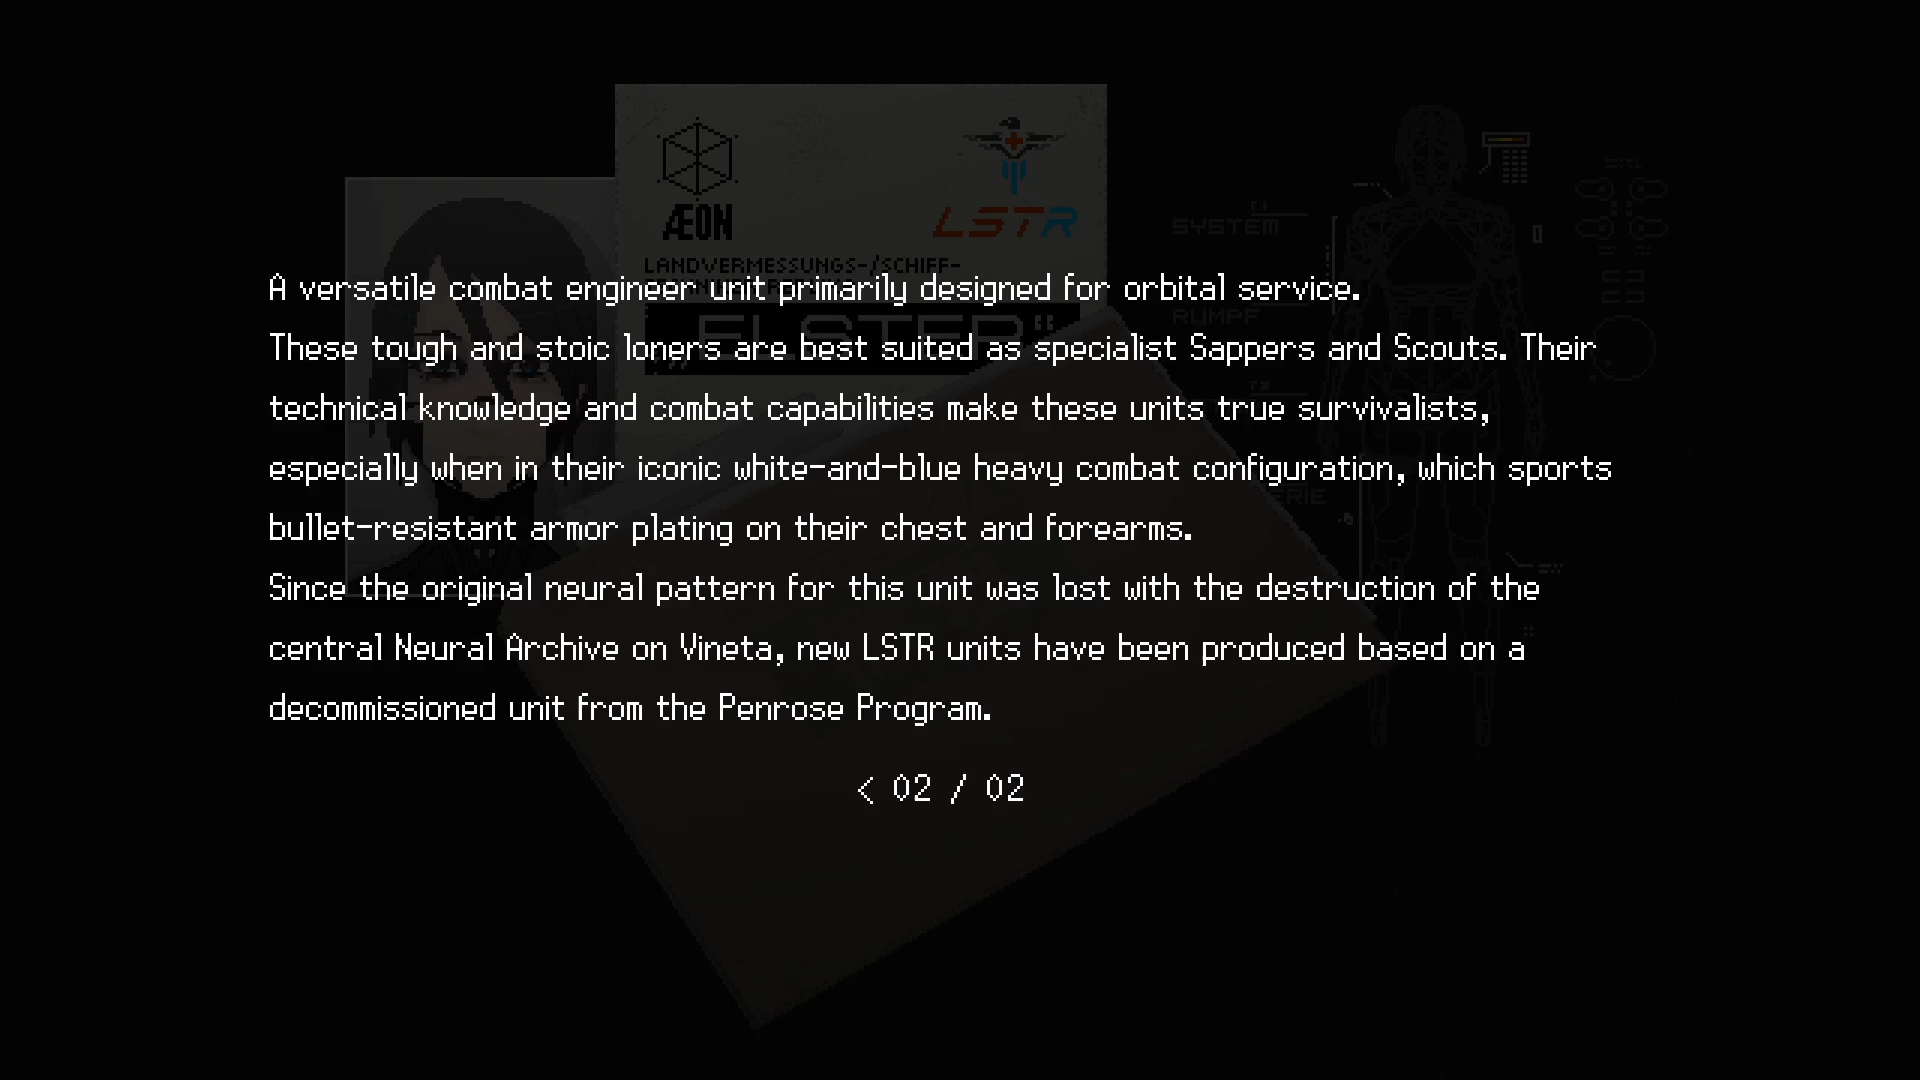 ÆON
LSTR
LANDVERMESSUNGS-/SCHIFF-
SYSTEM
A versatile combat engineer unit primarily designed for orbital service.
RUMPF
ELSTER
These tough and stoic loners are best suited as specialist Sappers and Scouts. Their
technical knowledge and combat capabilities make these units true survivalists,
especially when in their iconic white-and-blue heavy combat configuration, which sports
bullet-resistant armor plating on their chest and forearms.
Since the original neural pattern for this unit was lost with the destruction of the
central Neural Archive on Vineta, new LSTR units have been produced based on a
decommissioned unit from the Penrose Program.
< 02 / 02